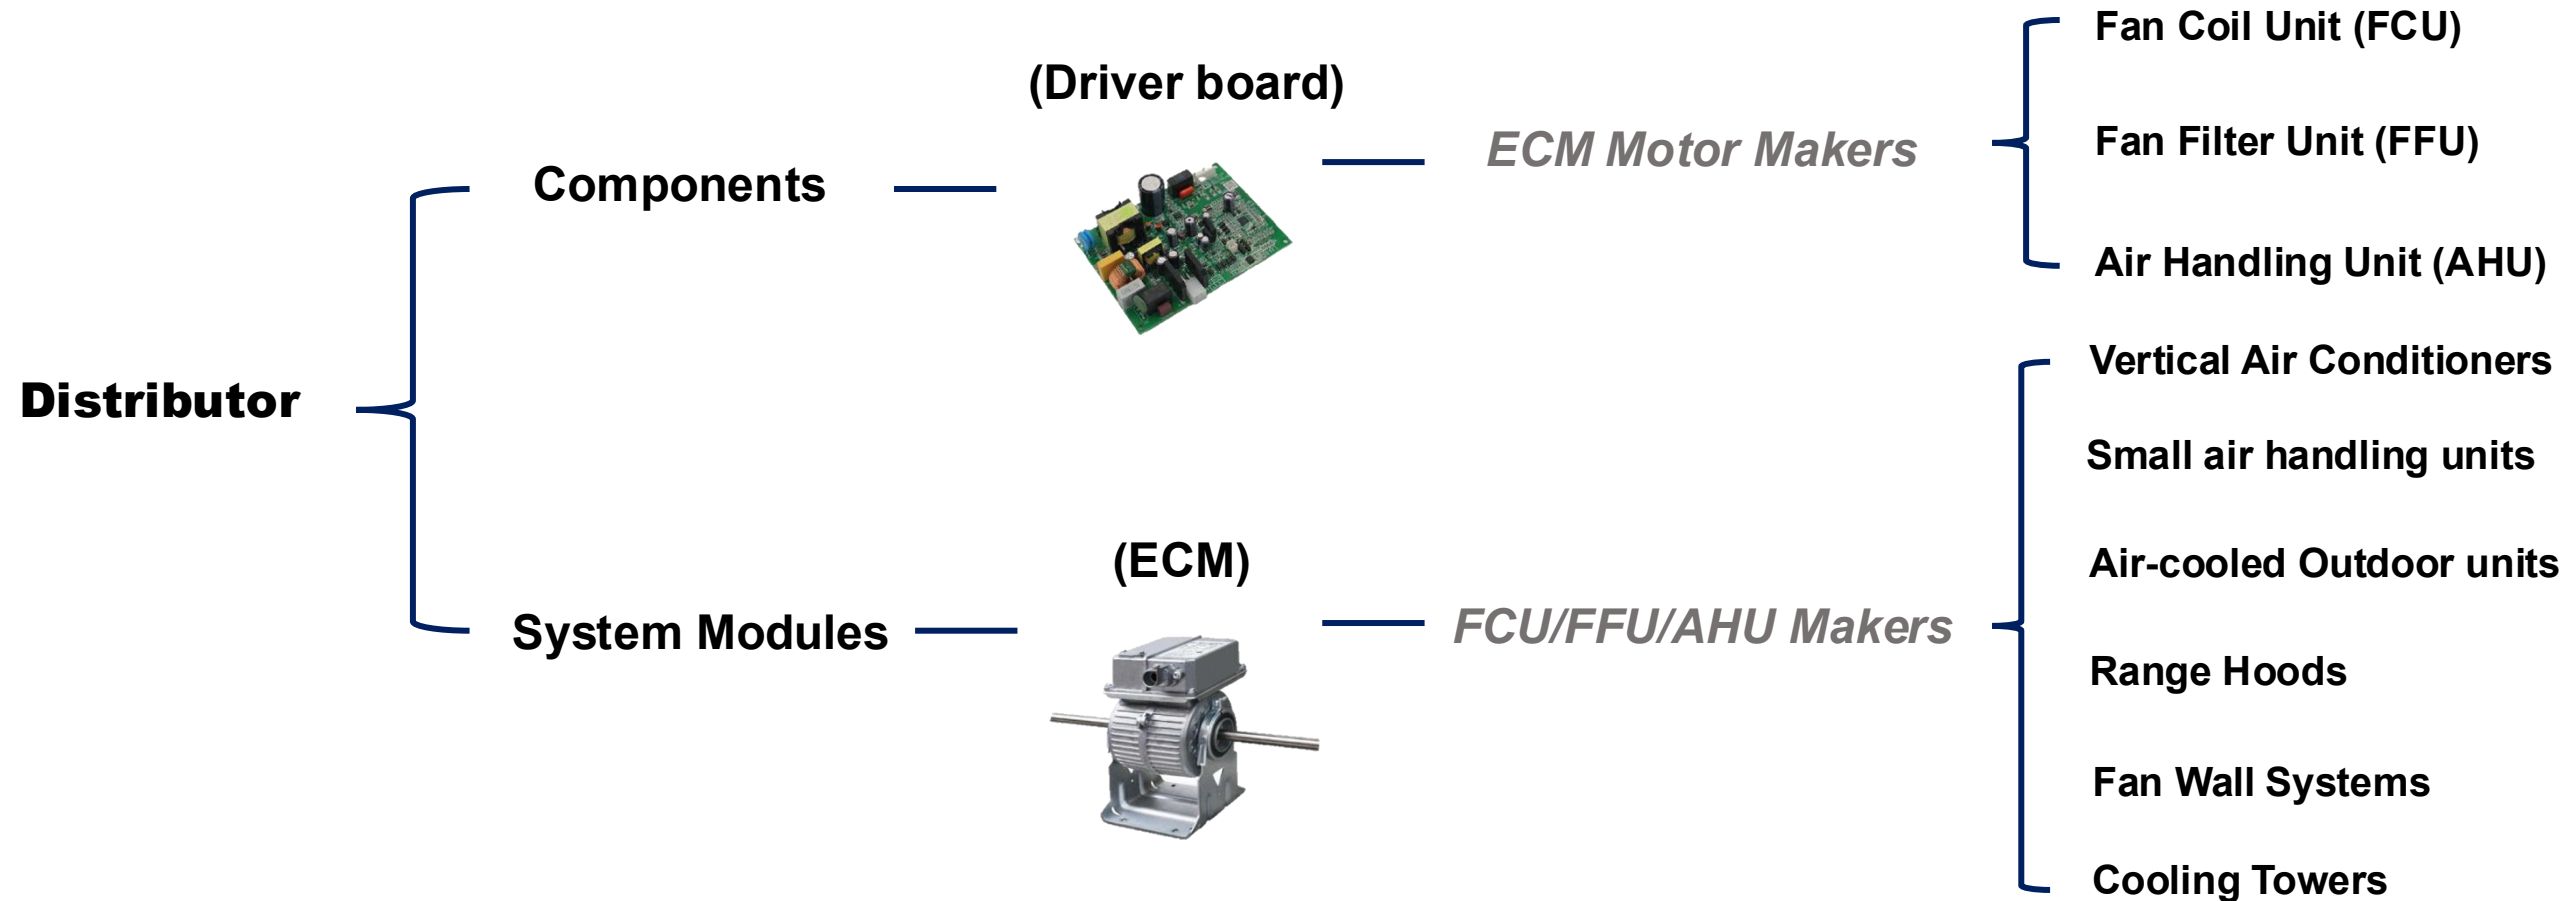 Distributor
Components
(Driver board)
ECM Motor Makers
Fan Coil Unit (FCU)
Fan Filter Unit (FFU)
Air Handling Unit (AHU)
System Modules
(ECM)
FCU/FFU/AHU Makers
Vertical Air Conditioners
Small air handling units
Air-cooled Outdoor units
Range Hoods
Fan Wall Systems
Cooling Towers